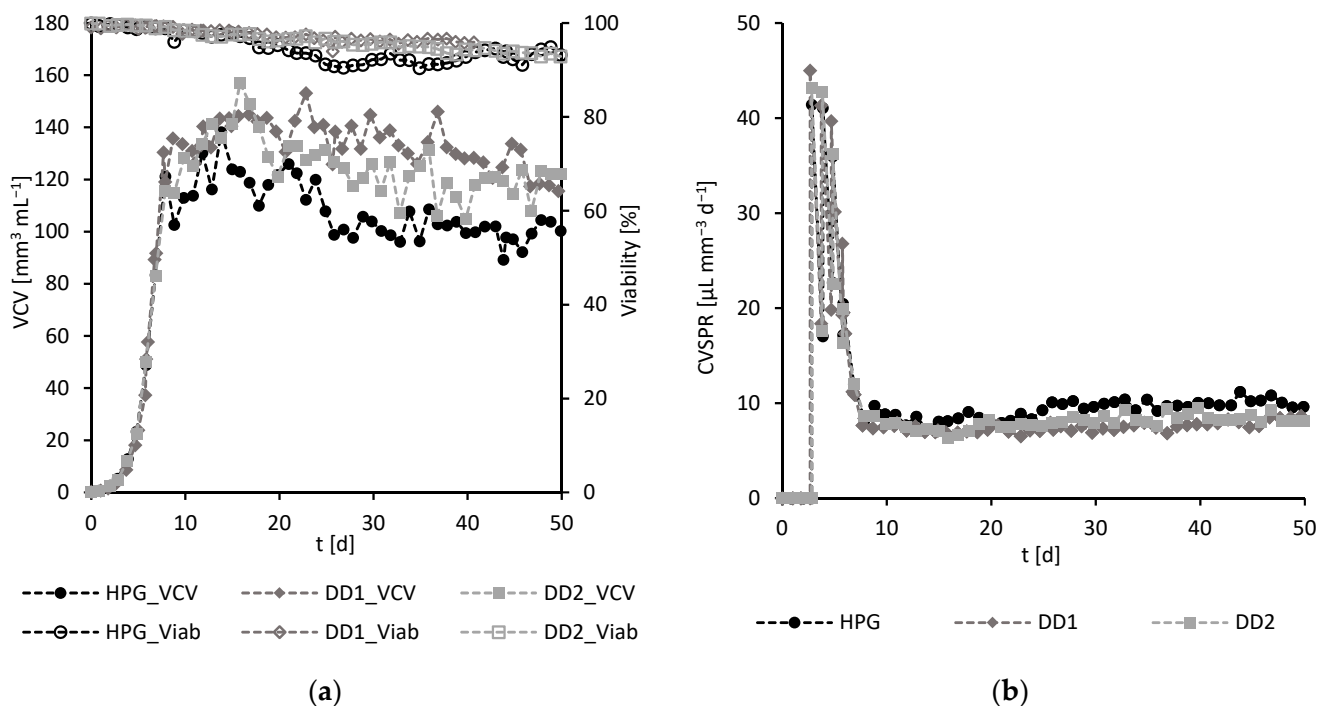 180
160
140
120
100
80
60
40
20
0
VCV [mm³ mL⁻¹]
100
80
60
40
20
0
Viability [%]
0 10 20 30 40 50
t [d]
HPG_VCV DD1_VCV DD2_VCV
HPG_Viab DD1_Viab DD2_Viab
(a)
50
40
30
20
10
0
CVSPR [µL mm⁻³ d⁻¹]
0 10 20 30 40 50
t [d]
HPG DD1 DD2
(b)